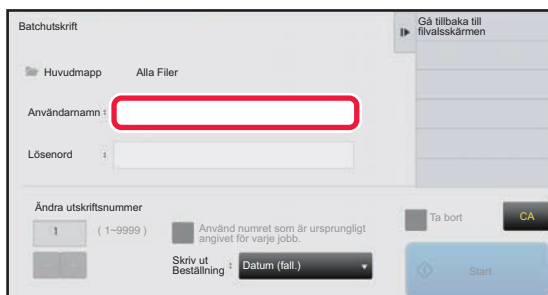 Batchutskrift
Gå tillbaka till
filvalsskärmen
Huvudmapp Alla Filer
Användarnamn :
Lösenord :
Ändra utskriftsnummer
1 ( 1~9999 )
Använd numret som är ursprungligt
angivet för varje jobb.
Skriv ut
Beställning : Datum (fall.)
Ta bort
CA
Start